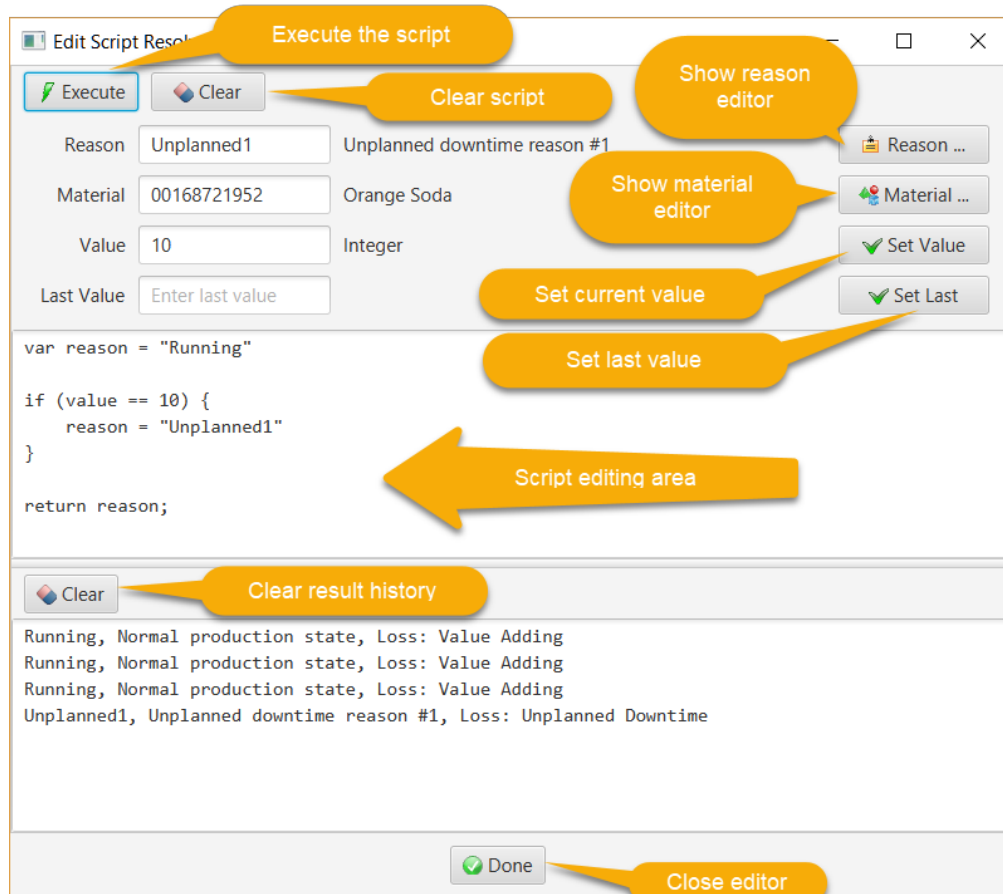 Edit Script Resol
Execute the script
Execute
Clear
Clear script
Show reason
editor
Reason
Unplanned1
Unplanned downtime reason #1
Reason ...
Material
00168721952
Orange Soda
Show material
editor
Material ...
Value
10
Integer
Set Value
Set current value
Last Value
Enter last value
Set Last
Set last value
var reason = "Running"
if (value == 10) {
    reason = "Unplanned1"
}
return reason;
Script editing area
Clear
Clear result history
Running, Normal production state, Loss: Value Adding
Running, Normal production state, Loss: Value Adding
Running, Normal production state, Loss: Value Adding
Unplanned1, Unplanned downtime reason #1, Loss: Unplanned Downtime
Done
Close editor